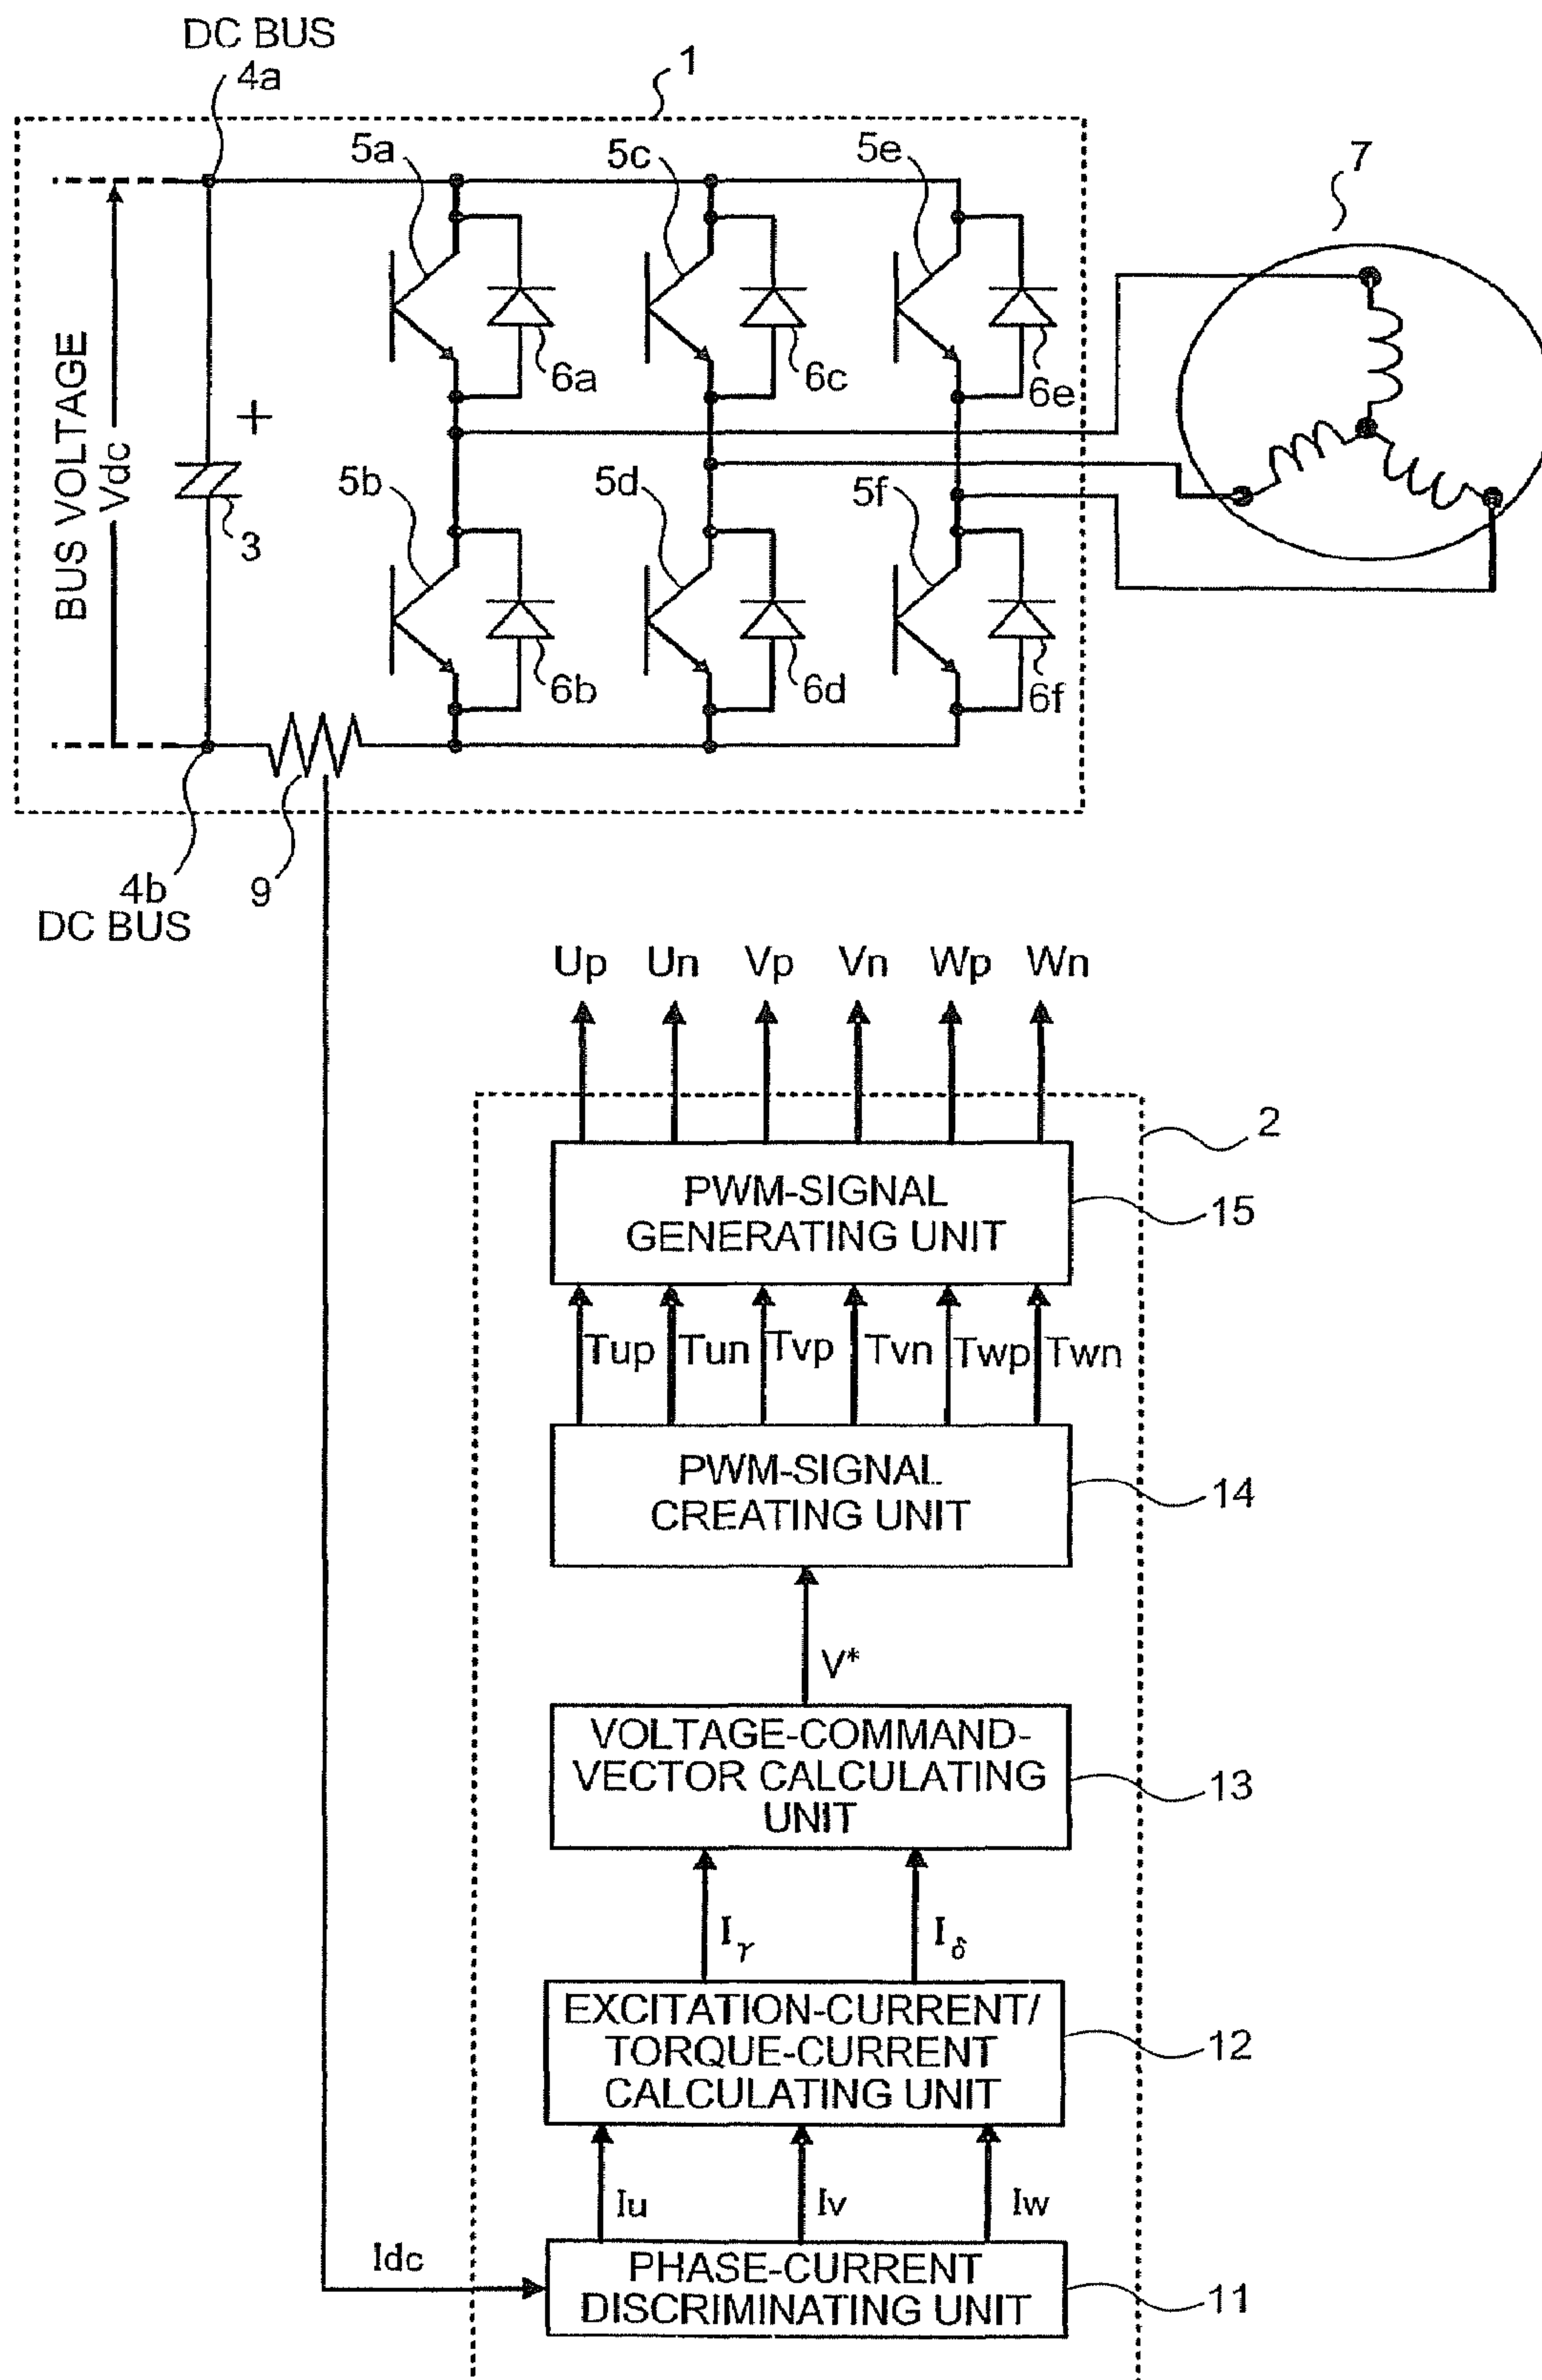 DC BUS
4a
1
5a
5c
5e
7
BUS VOLTAGE
Vdc
+
3
6a
6c
6e
5b
5d
5f
6b
6d
6f
4b
DC BUS
9
Up Un Vp Vn Wp Wn
2
PWM-SIGNAL
GENERATING UNIT
15
Tup Tun Tvp Tvn Twp Twn
PWM-SIGNAL
CREATING UNIT
14
V*
VOLTAGE-COMMAND-
VECTOR CALCULATING
UNIT
13
Iγ Iδ
EXCITATION-CURRENT/
TORQUE-CURRENT
CALCULATING UNIT
12
Iu Iv Iw
Idc
PHASE-CURRENT
DISCRIMINATING UNIT
11